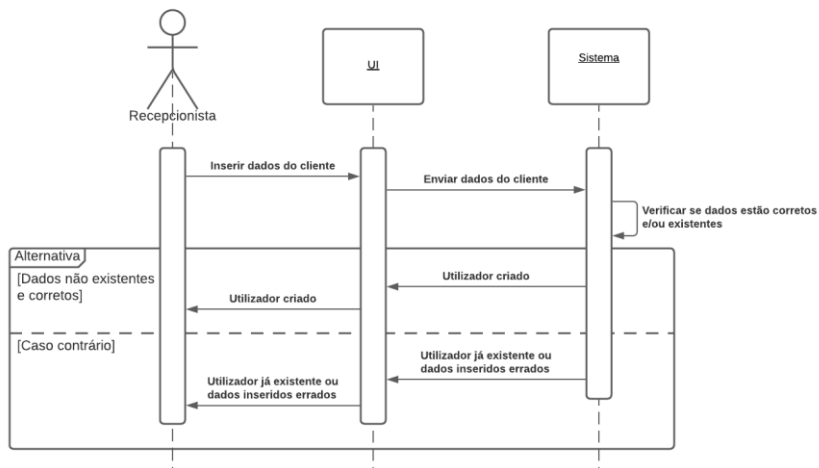 Recepcionista
UI
Sistema
Inserir dados do cliente
Enviar dados do cliente
Verificar se dados estão corretos
e/ou existentes
Alternativa
[Dados não existentes
e corretos]
Utilizador criado
Utilizador criado
[Caso contrário]
Utilizador já existente ou
dados inseridos errados
Utilizador já existente ou
dados inseridos errados